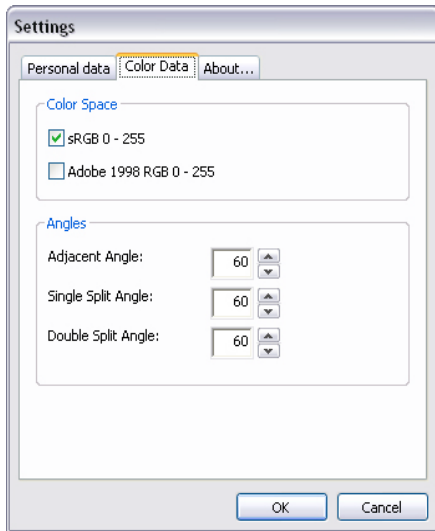 Settings
Personal data Color Data About...
Color Space
sRGB 0 - 255
Adobe 1998 RGB 0 - 255
Angles
Adjacent Angle: 60
Single Split Angle: 60
Double Split Angle: 60
OK Cancel